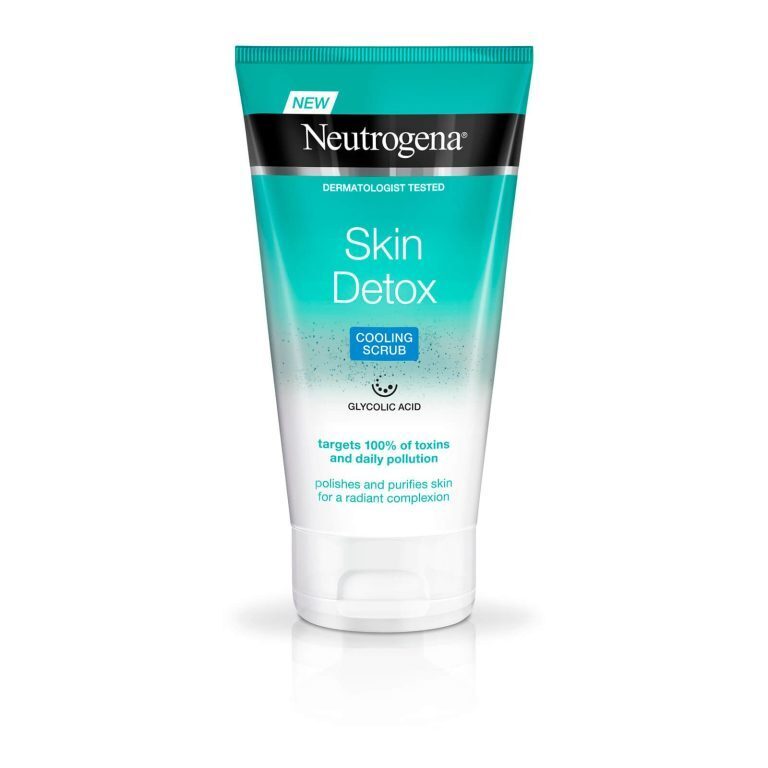 NEW
Neutrogena®
DERMATOLOGIST TESTED
Skin
Detox
COOLING
SCRUB
GLYCOLIC ACID
targets 100% of toxins
and daily pollution
polishes and purifies skin
for a radiant complexion